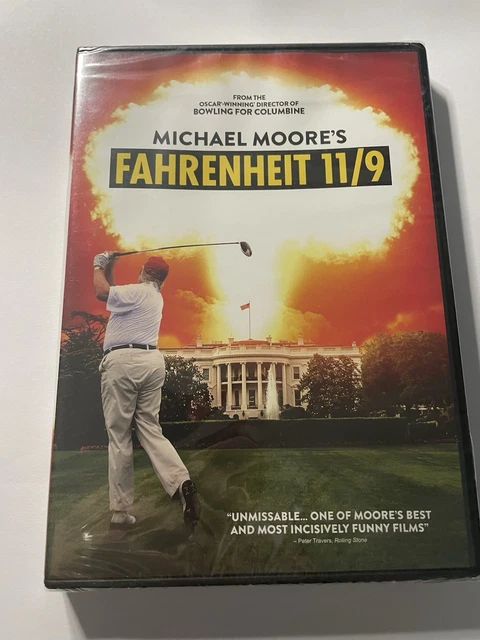 FROM THE
OSCAR®-WINNING DIRECTOR OF
BOWLING FOR COLUMBINE
MICHAEL MOORE'S
FAHRENHEIT 11/9
"UNMISSABLE... ONE OF MOORE'S BEST
AND MOST INCISIVELY FUNNY FILMS"
– Peter Travers, Rolling Stone